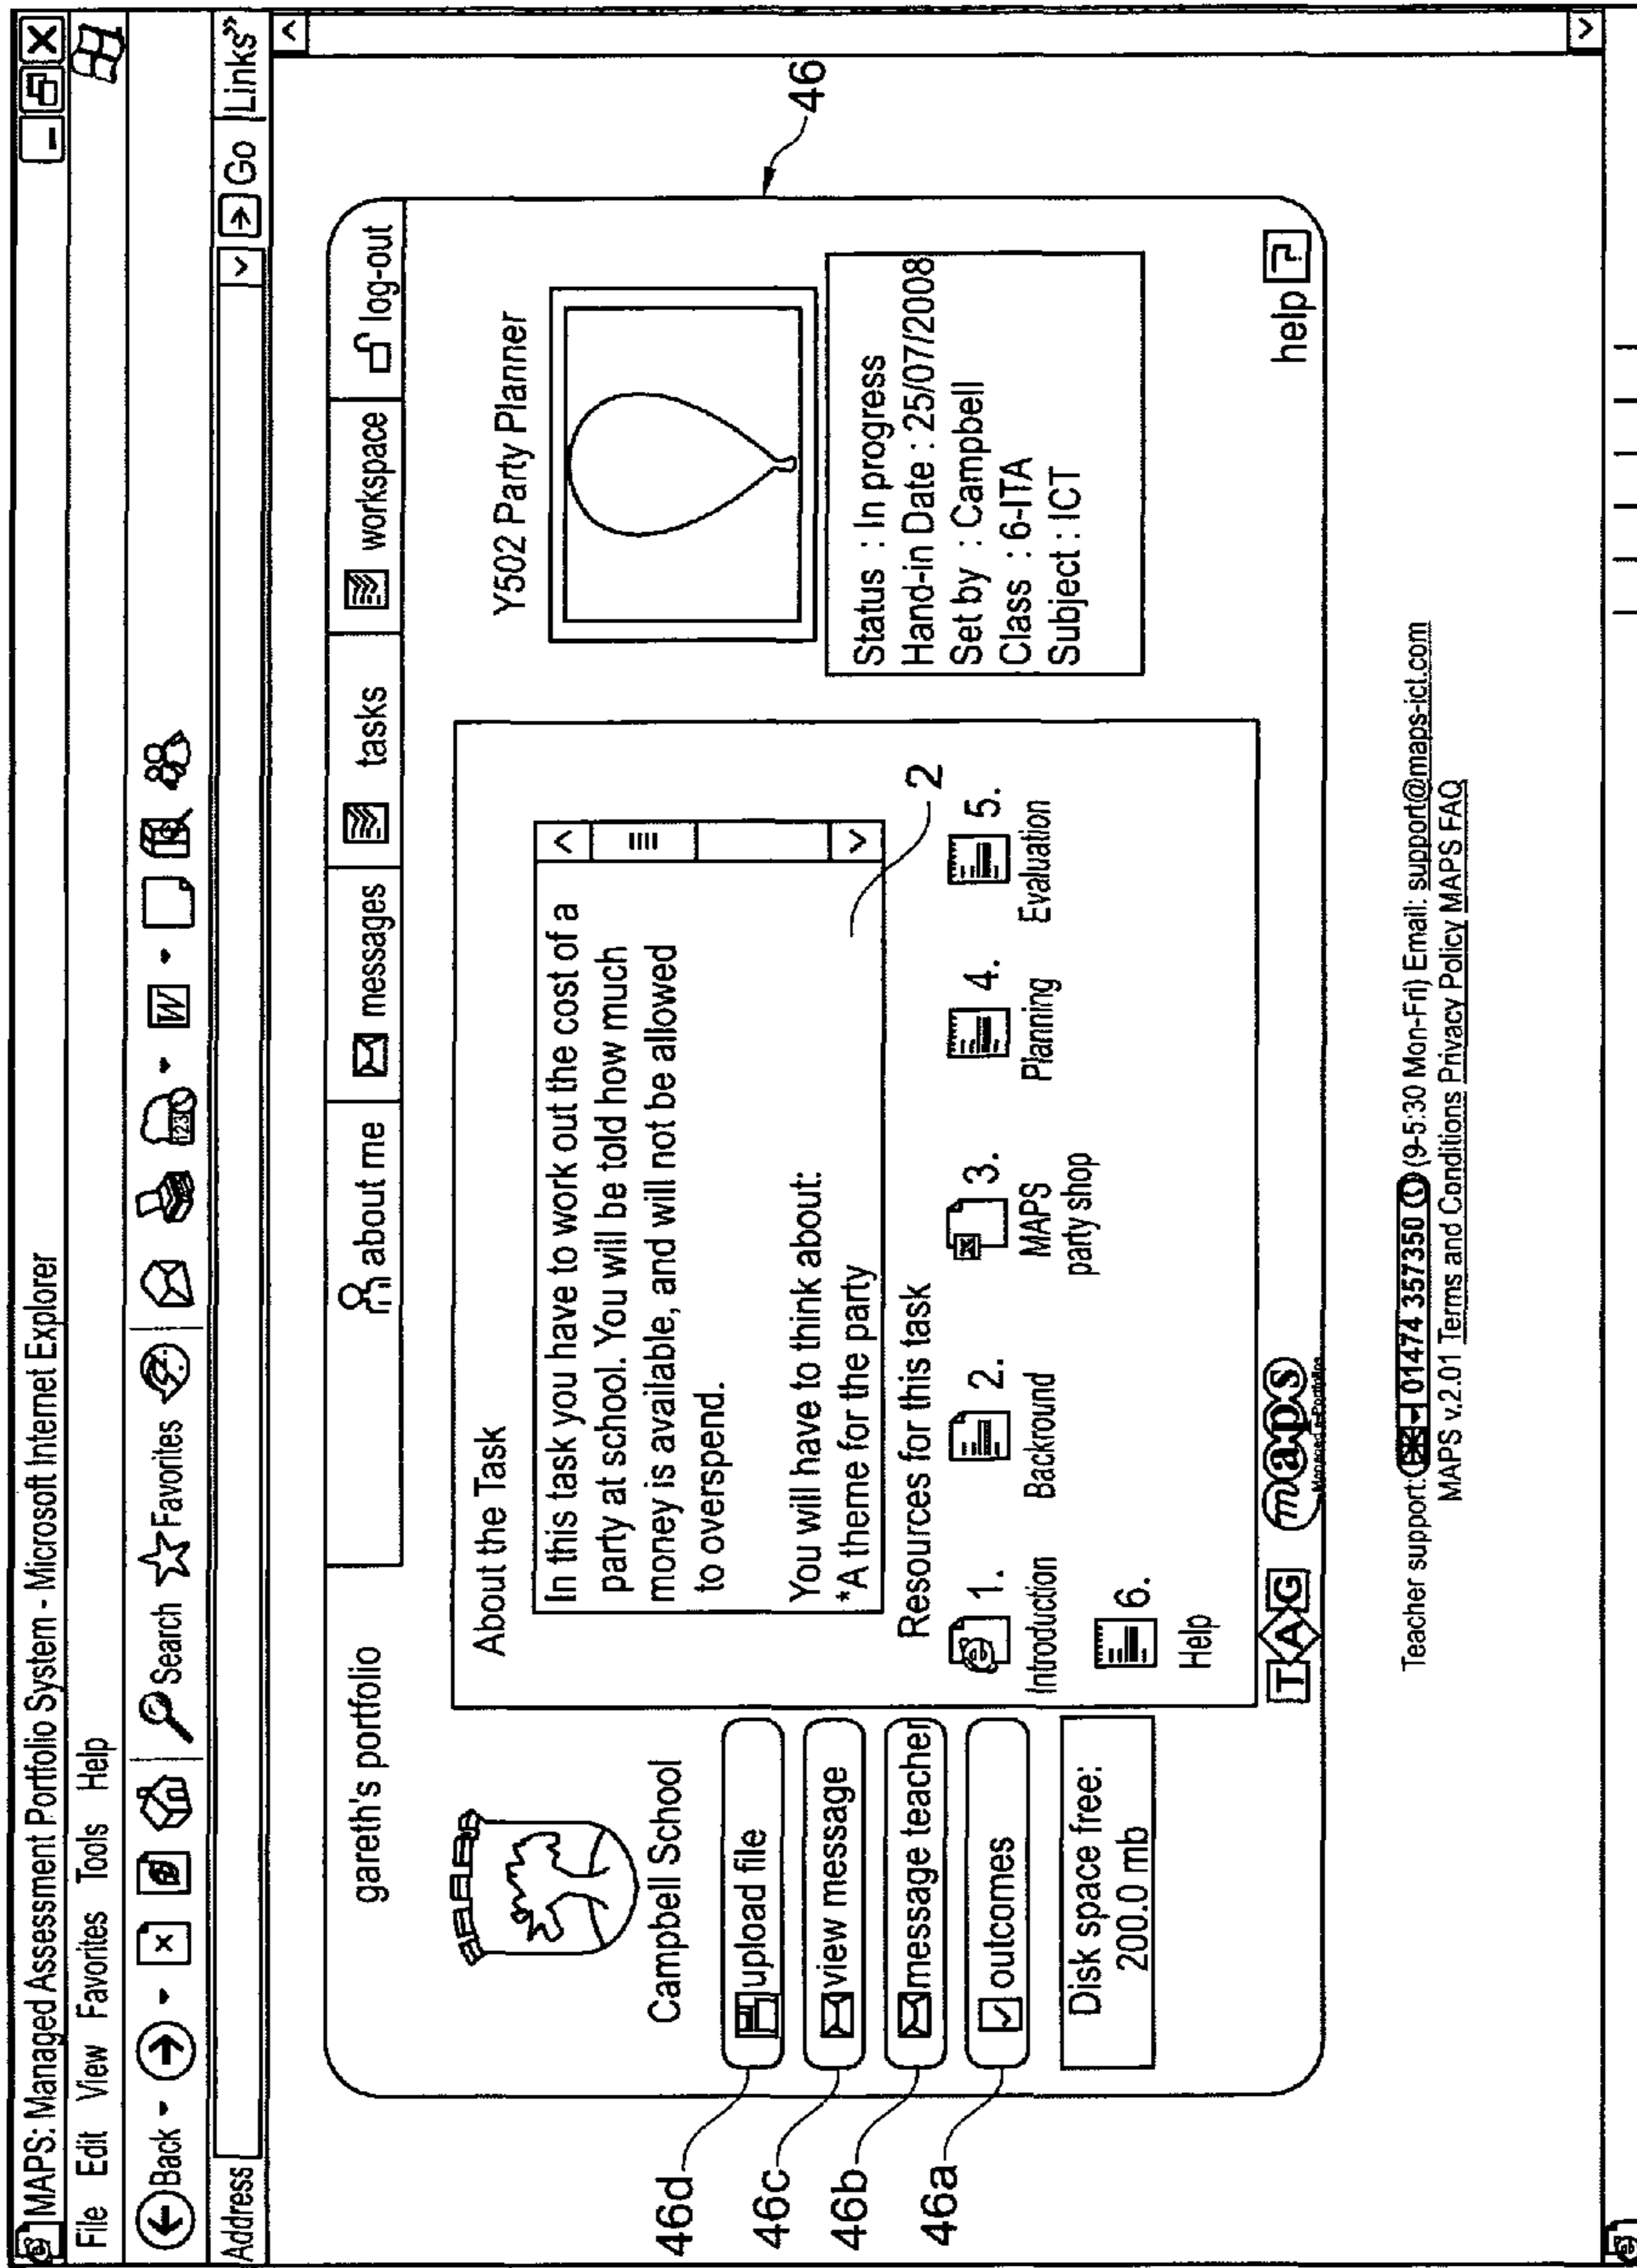 MAPS: Managed Assessment Portfolio System - Microsoft Internet Explorer
File Edit View Favorites Tools Help
Back Search Favorites 123 W
Address Go Links»
gareth's portfolio
about me messages tasks workspace log-out
46
Campbell School
46d upload file
46c view message
46b message teacher
46a outcomes
Disk space free:
200.0 mb
About the Task
In this task you have to work out the cost of a
party at school. You will be told how much
money is available, and will not be allowed
to overspend.
You will have to think about:
*A theme for the party
2
Resources for this task
1. 2. 3. 4. 5.
Introduction Backround MAPS Planning Evaluation
party shop
6.
Help
Y502 Party Planner
Status : In progress
Hand-in Date : 25/07/2008
Set by : Campbell
Class : 6-ITA
Subject : ICT
TAG maps
Managed e-Portfolios
help ?
Teacher support 01474 357350 (9-5:30 Mon-Fri) Email: support@maps-ict.com
MAPS v.2.01 Terms and Conditions Privacy Policy MAPS FAQ